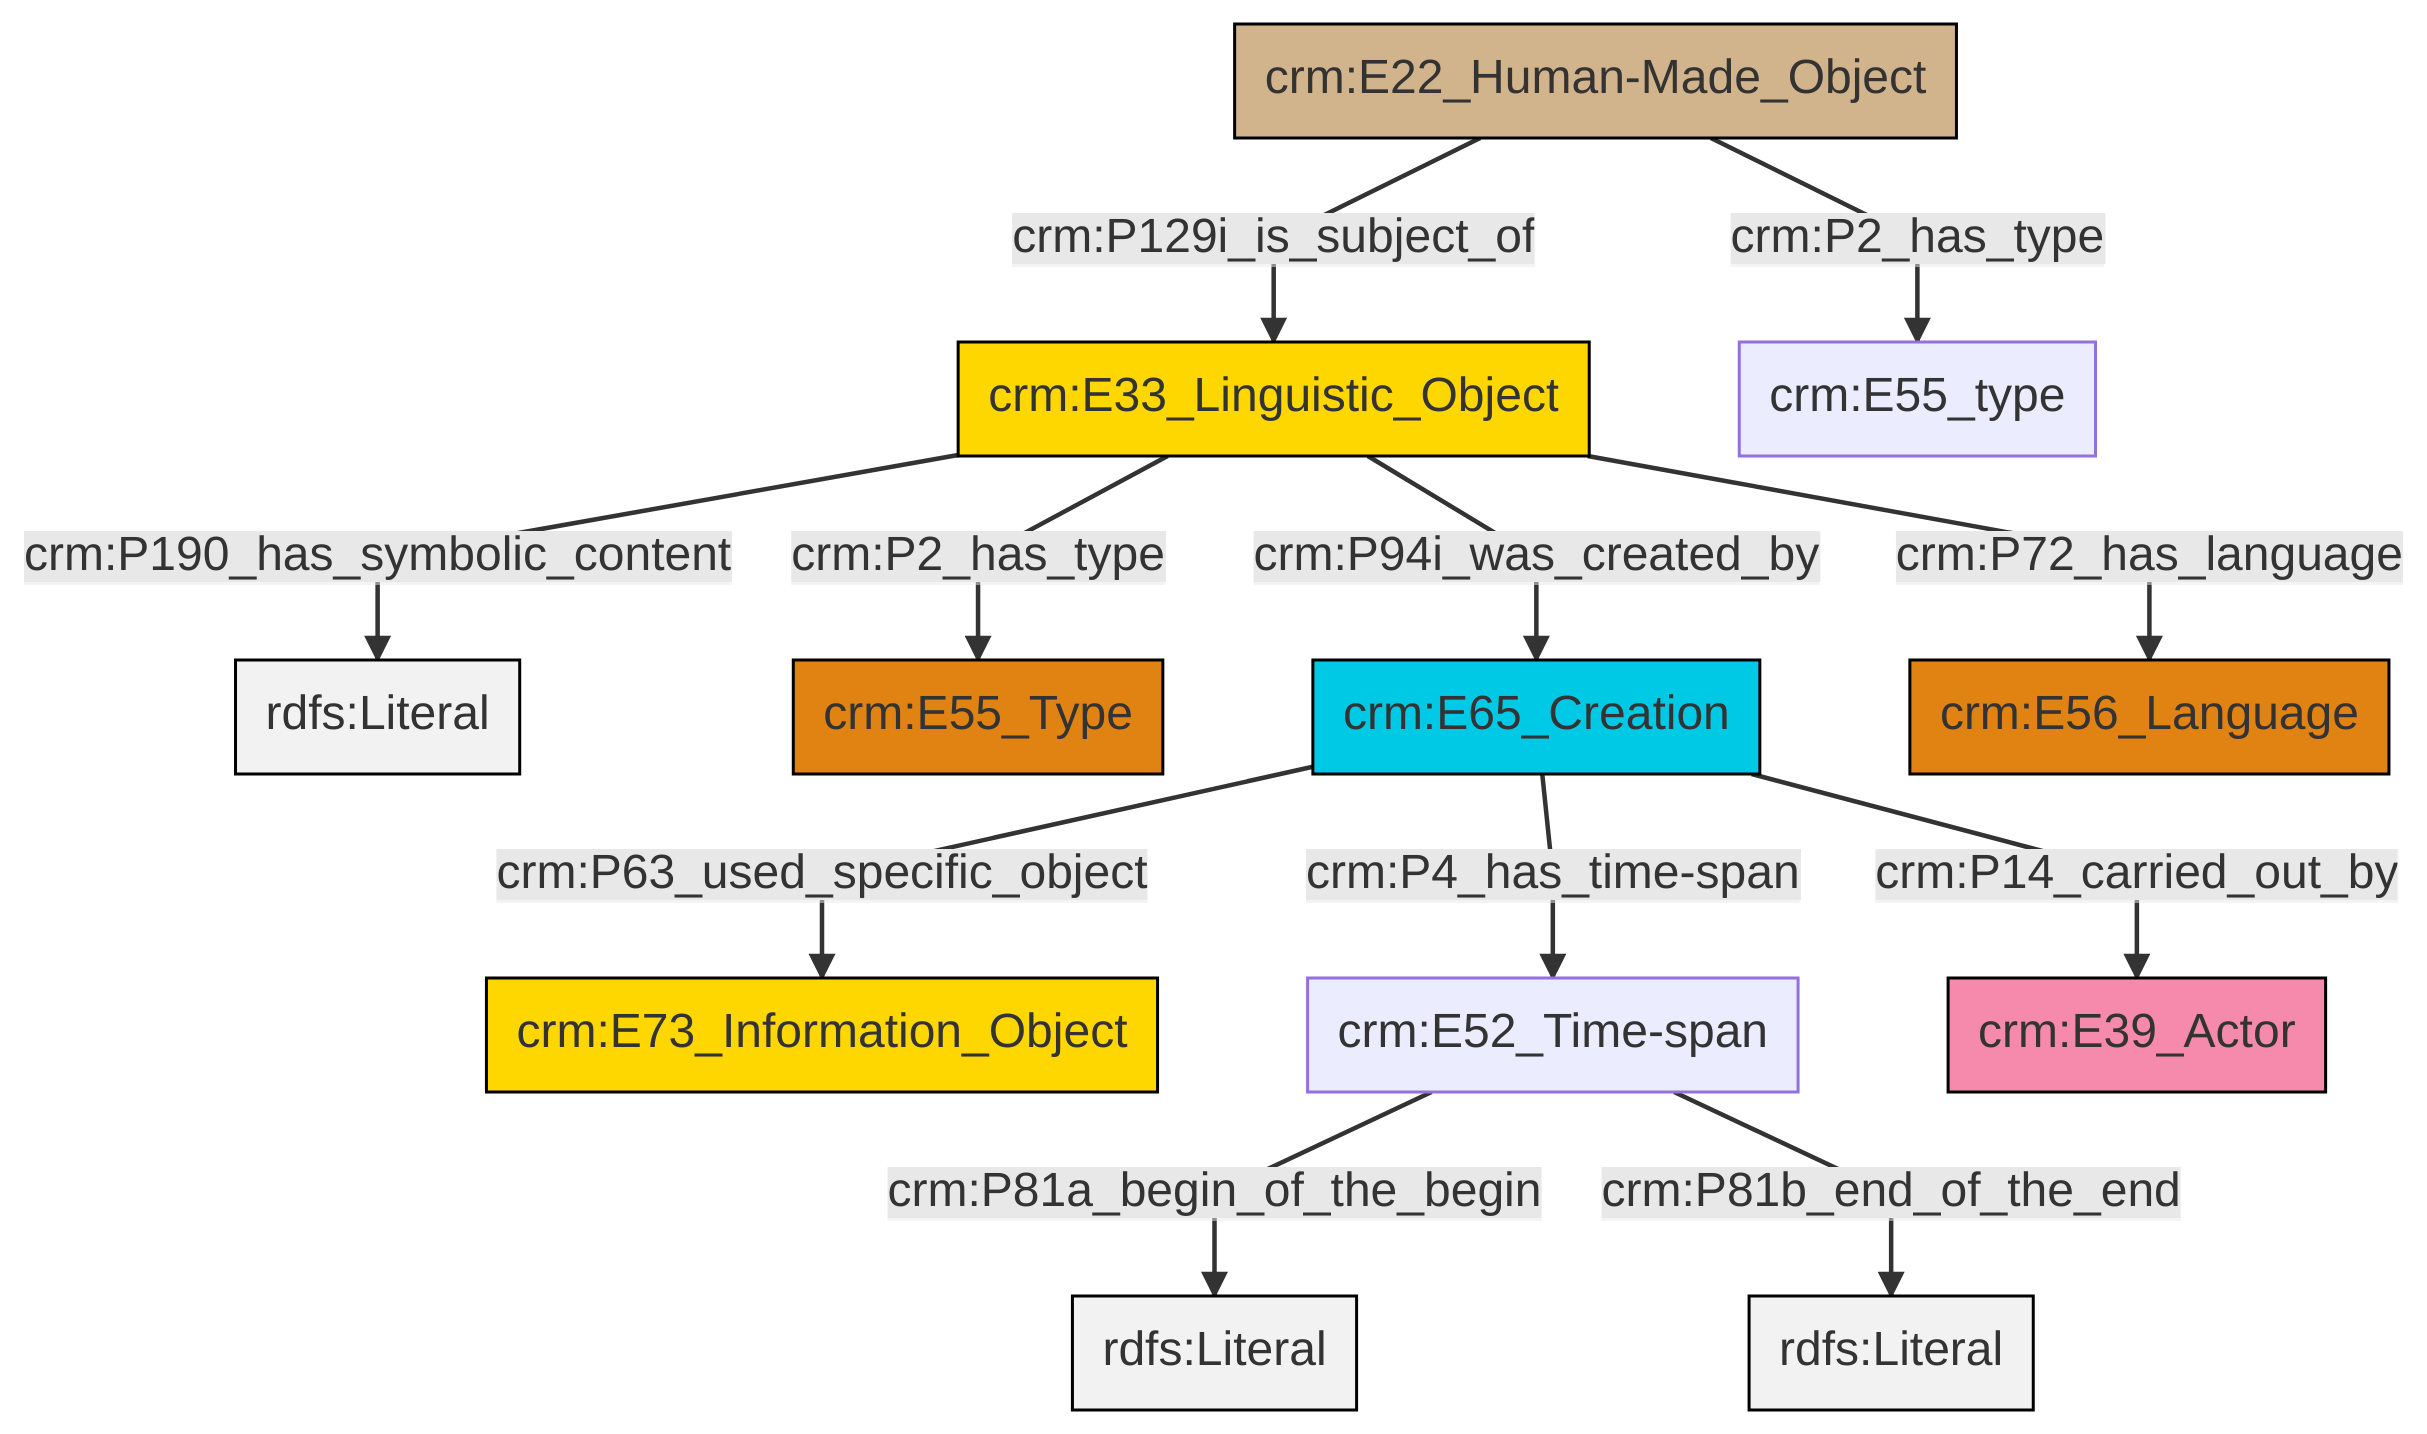 crm:E22_Human-Made_Object
crm:P129i_is_subject_of
crm:P2_has_type
crm:E33_Linguistic_Object
crm:E55_type
crm:P190_has_symbolic_content
crm:P2_has_type
crm:P94i_was_created_by
crm:P72_has_language
rdfs:Literal
crm:E55_Type
crm:E65_Creation
crm:E56_Language
crm:P63_used_specific_object
crm:P4_has_time-span
crm:P14_carried_out_by
crm:E73_Information_Object
crm:E52_Time-span
crm:E39_Actor
crm:P81a_begin_of_the_begin
crm:P81b_end_of_the_end
rdfs:Literal
rdfs:Literal